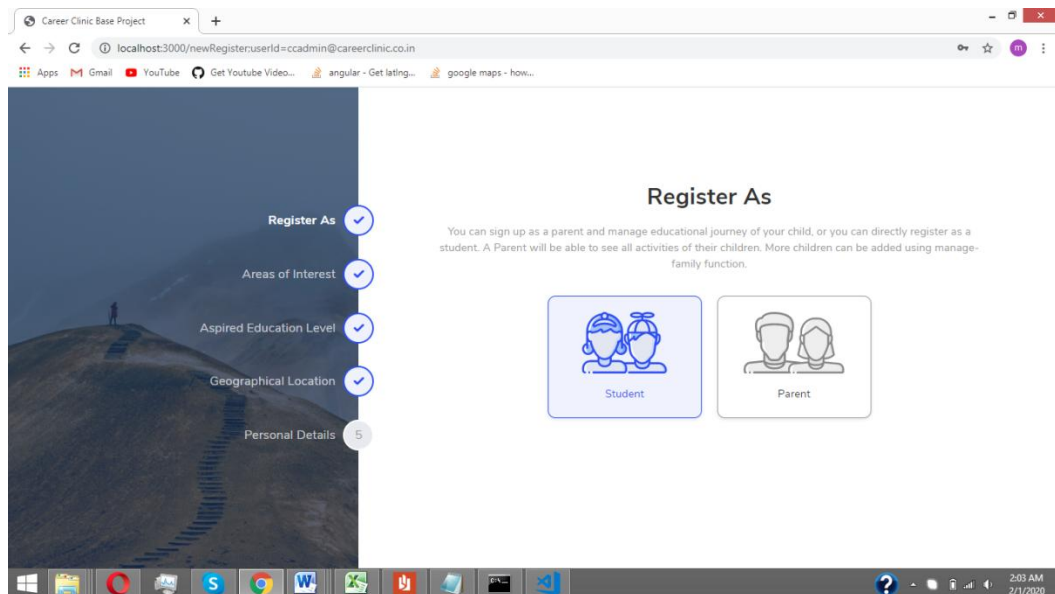 Career Clinic Base Project
localhost:3000/newRegister;userId=ccadmin@careerclinic.co.in
m
Apps
Gmail
YouTube
Get Youtube Video...
angular - Get latlng...
google maps - how...
Register As
Areas of Interest
Aspired Education Level
Geographical Location
Personal Details 5
Register As
You can sign up as a parent and manage educational journey of your child, or you can directly register as a
student. A Parent will be able to see all activities of their children. More children can be added using manage-
family function.
Student
Parent
2:03 AM
2/1/2020